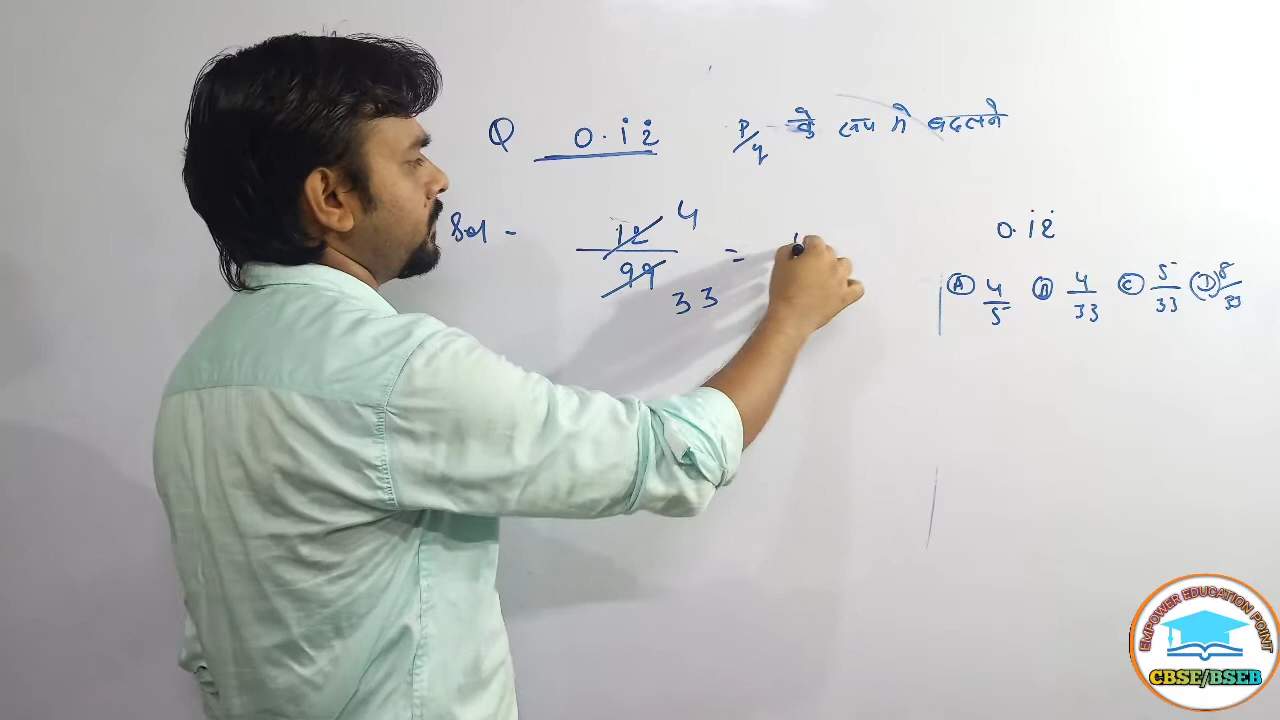 Q 0.1̇2̇ P/q के रूप में बदलने
Sol - 12/99 4/33 =
0.1̇2̇
(A) 4/5 (B) 4/33 (C) 5/33 (D) 8/33
EMPOWER EDUCATION POINT
CBSE/BSEB